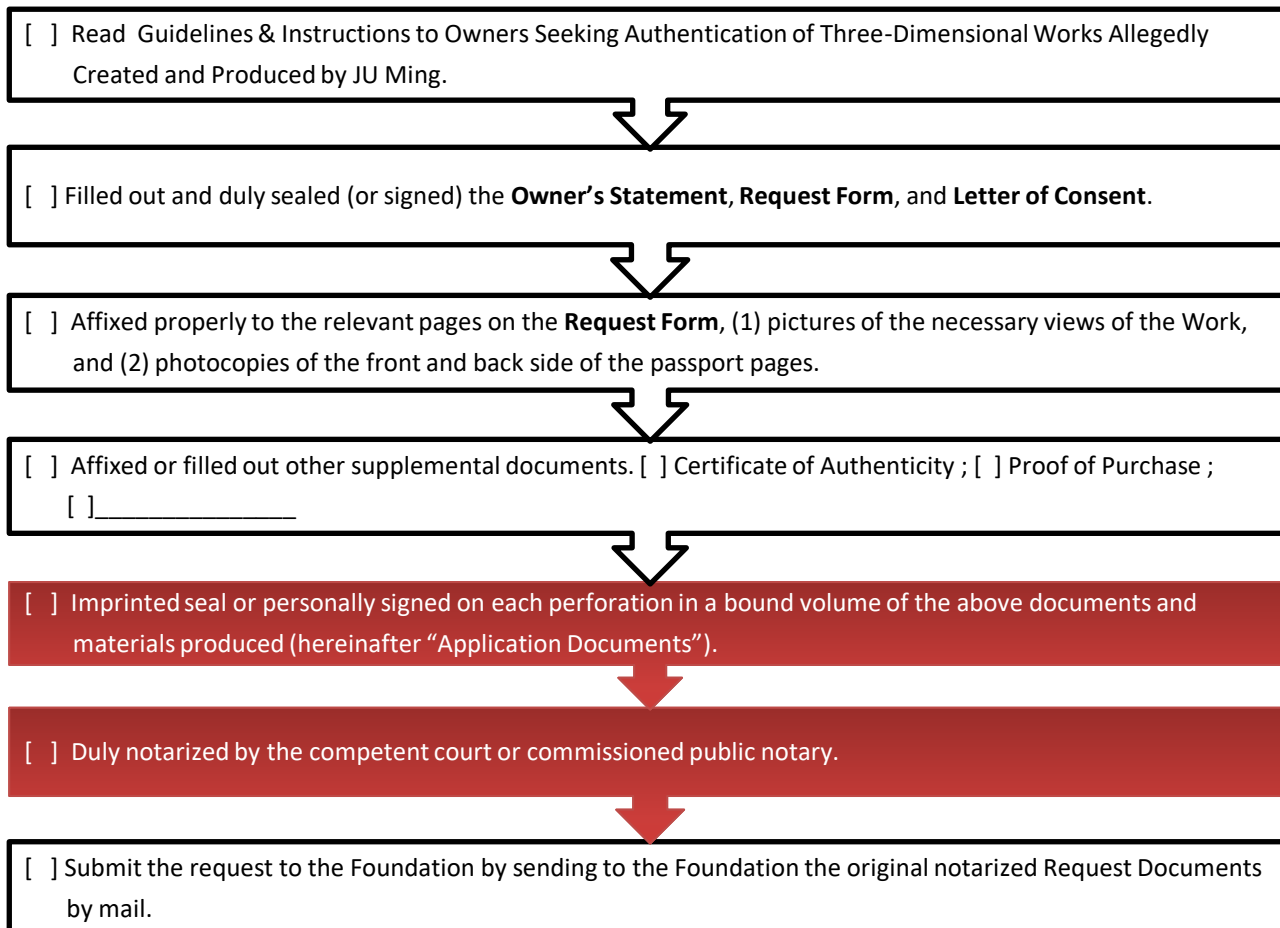 [ ] Read Guidelines & Instructions to Owners Seeking Authentication of Three-Dimensional Works Allegedly
Created and Produced by JU Ming.
[ ] Filled out and duly sealed (or signed) the Owner’s Statement, Request Form, and Letter of Consent.
[ ] Affixed properly to the relevant pages on the Request Form, (1) pictures of the necessary views of the Work,
and (2) photocopies of the front and back side of the passport pages.
[ ] Affixed or filled out other supplemental documents. [ ] Certificate of Authenticity ; [ ] Proof of Purchase ;
[ ]_______________
[ ] Imprinted seal or personally signed on each perforation in a bound volume of the above documents and
materials produced (hereinafter “Application Documents”).
[ ] Duly notarized by the competent court or commissioned public notary.
[ ] Submit the request to the Foundation by sending to the Foundation the original notarized Request Documents
by mail.